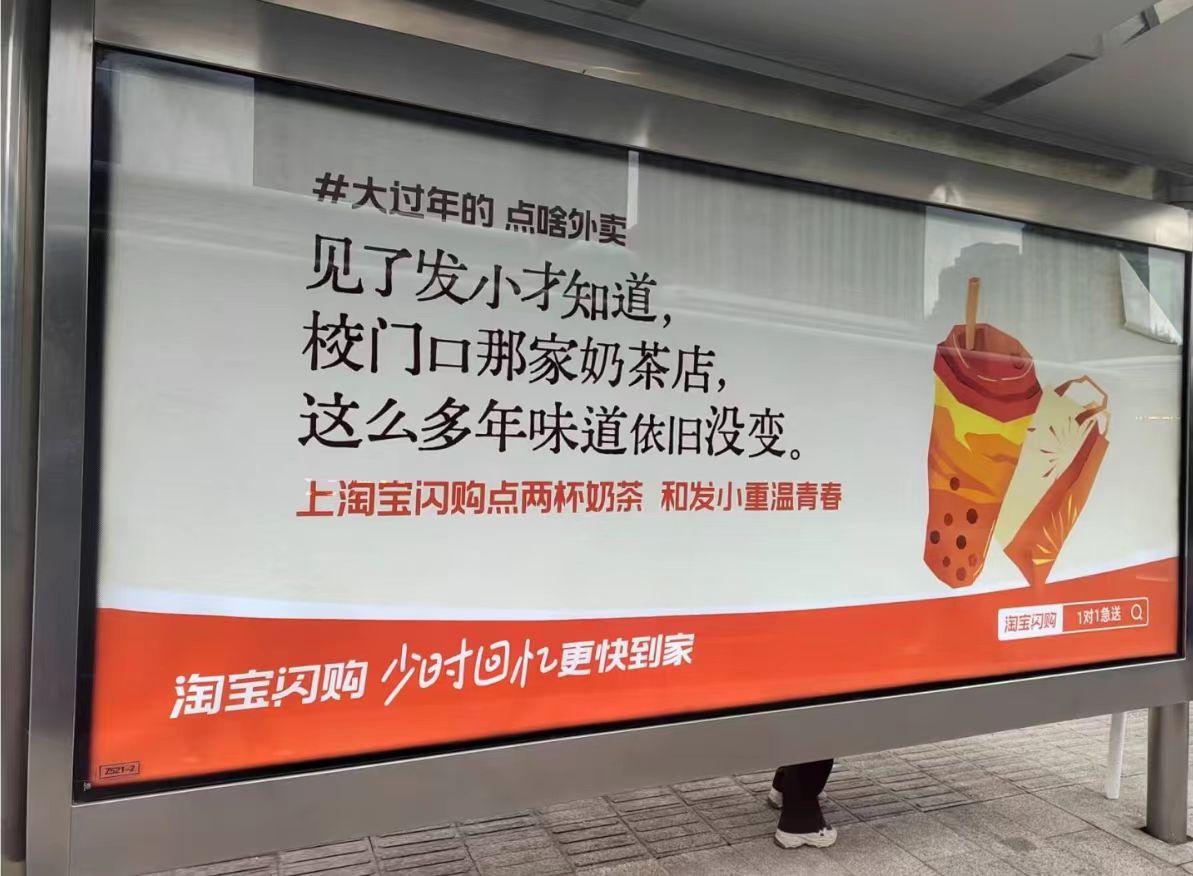 #大过年的 点啥外卖
见了发小才知道，
校门口那家奶茶店，
这么多年味道依旧没变。
上淘宝闪购点两杯奶茶 和发小重温青春
淘宝闪购 少时回忆更快到家
淘宝闪购 1对1急送
ZS21-2